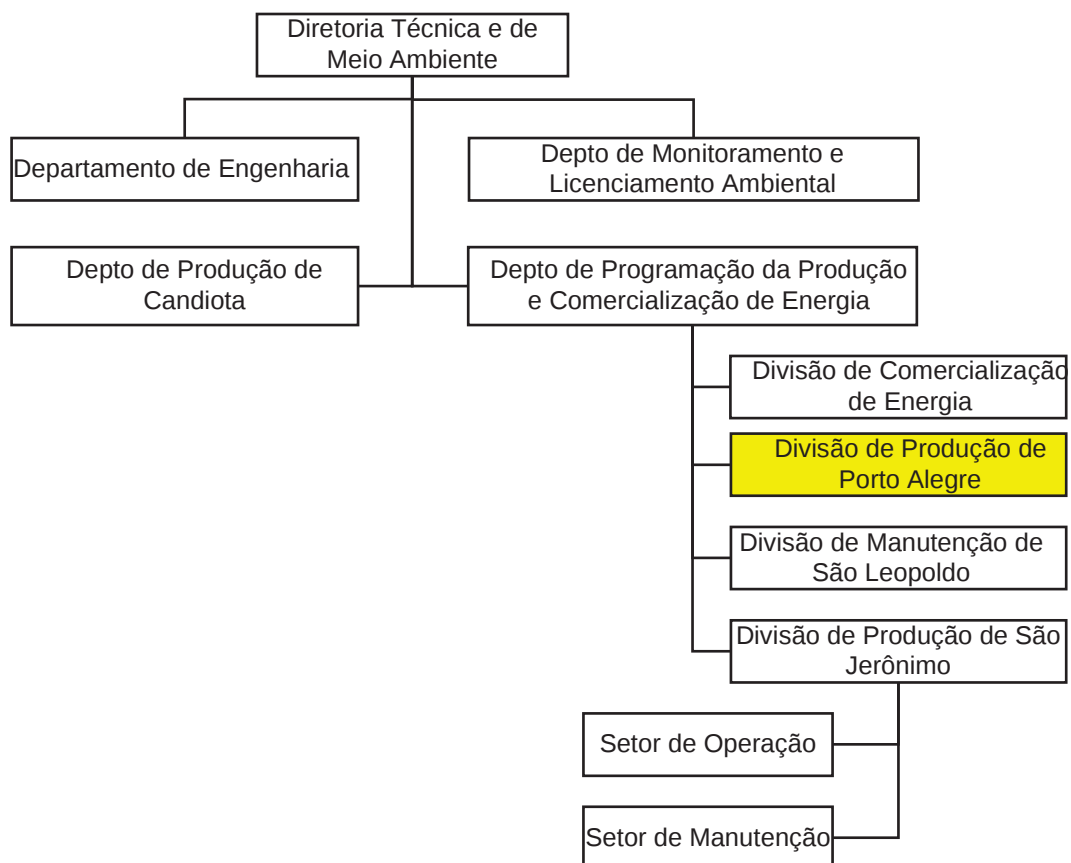 Diretoria Técnica e de
Meio Ambiente
Departamento de Engenharia
Depto de Monitoramento e
Licenciamento Ambiental
Depto de Produção de
Candiota
Depto de Programação da Produção
e Comercialização de Energia
Divisão de Comercialização
de Energia
Divisão de Produção de
Porto Alegre
Divisão de Manutenção de
São Leopoldo
Divisão de Produção de São
Jerônimo
Setor de Operação
Setor de Manutenção